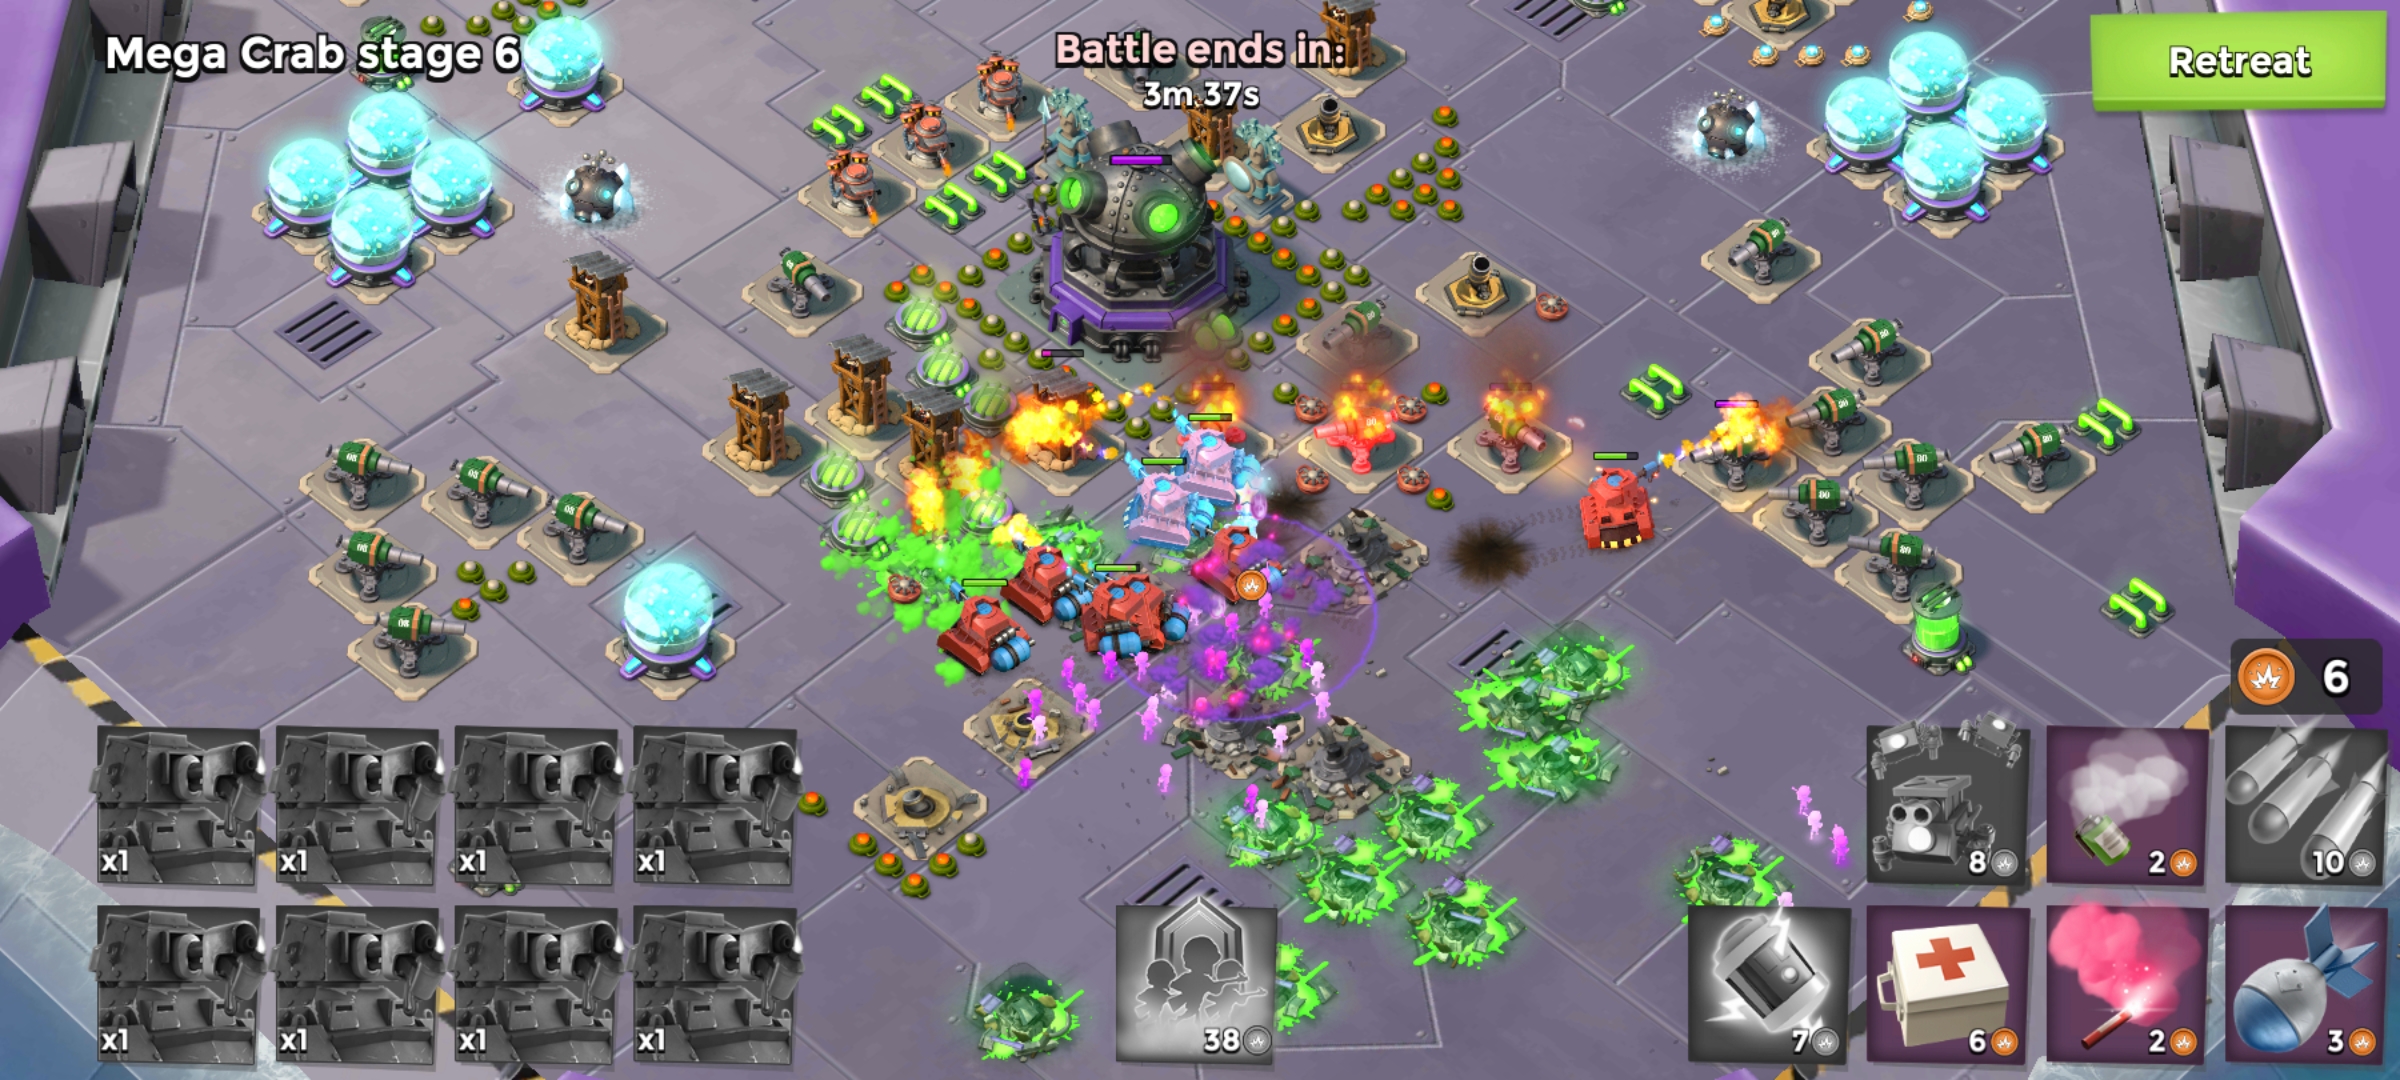 Mega Crab stage 6
Battle ends in:
3m 37s
Retreat
6
x1
x1
x1
x1
8
2
10
x1
x1
x1
x1
38
7
6
2
3